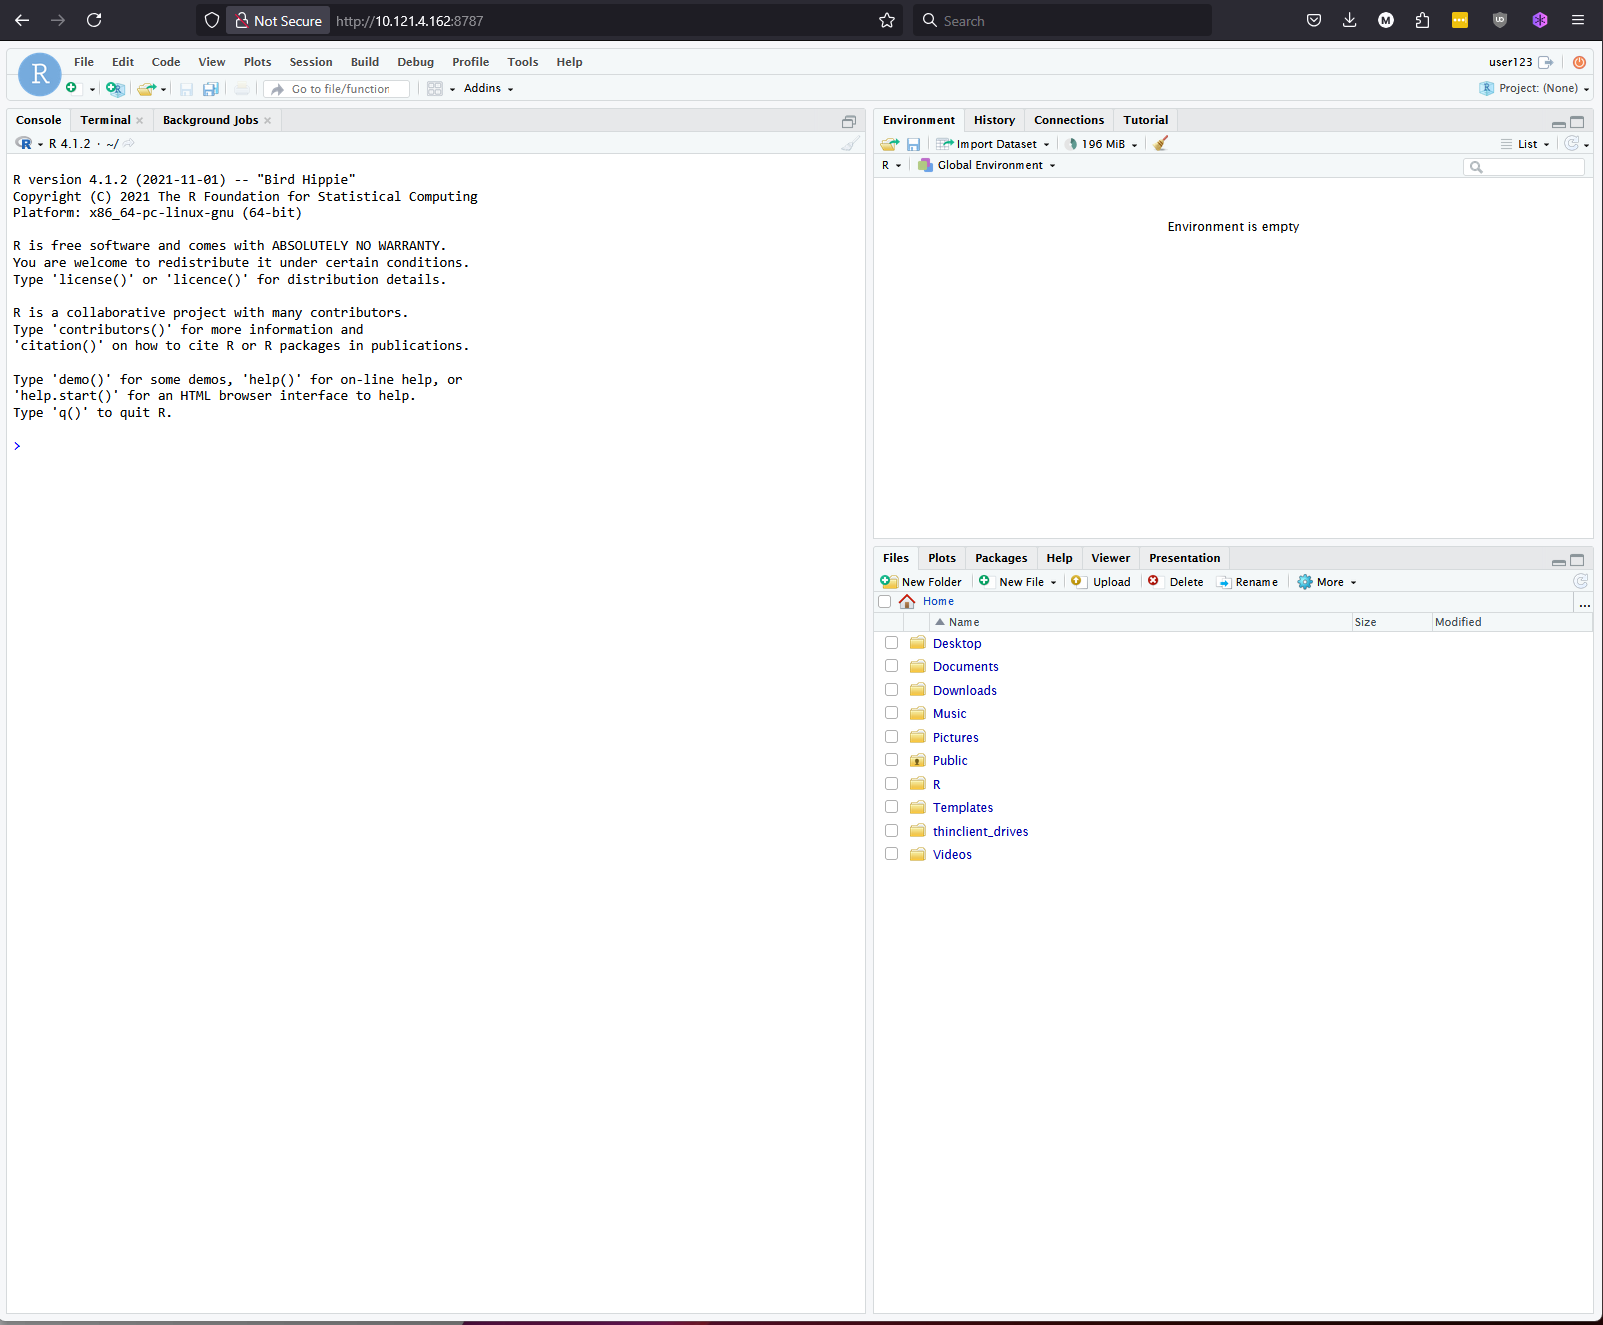 Not Secure http://10.121.4.162:8787 Search
R File Edit Code View Plots Session Build Debug Profile Tools Help user123
Go to file/function Addins Project: (None)
Console Terminal Background Jobs
R R 4.1.2 · ~/
R version 4.1.2 (2021-11-01) -- "Bird Hippie"
Copyright (C) 2021 The R Foundation for Statistical Computing
Platform: x86_64-pc-linux-gnu (64-bit)
R is free software and comes with ABSOLUTELY NO WARRANTY.
You are welcome to redistribute it under certain conditions.
Type 'license()' or 'licence()' for distribution details.
R is a collaborative project with many contributors.
Type 'contributors()' for more information and
'citation()' on how to cite R or R packages in publications.
Type 'demo()' for some demos, 'help()' for on-line help, or
'help.start()' for an HTML browser interface to help.
Type 'q()' to quit R.
>
Environment History Connections Tutorial
Import Dataset 196 MiB List
R Global Environment
Environment is empty
Files Plots Packages Help Viewer Presentation
New Folder New File Upload Delete Rename More
Home ...
Name Size Modified
Desktop
Documents
Downloads
Music
Pictures
Public
R
Templates
thinclient_drives
Videos